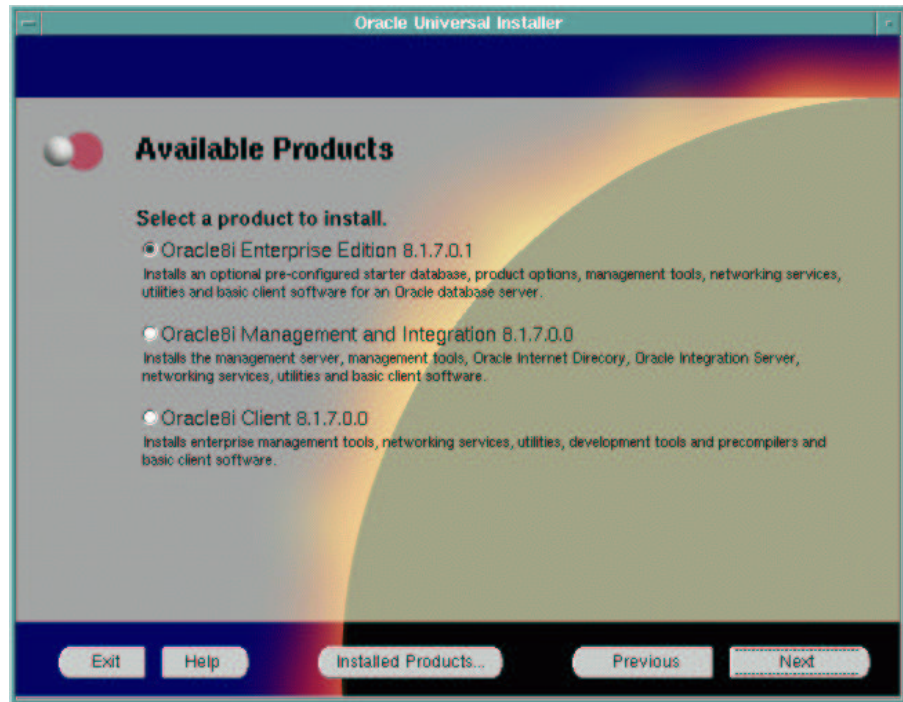 Oracle Universal Installer
Available Products
Select a product to install.
Oracle8i Enterprise Edition 8.1.7.0.1
Installs an optional pre-configured starter database, product options, management tools, networking services,
utilities and basic client software for an Oracle database server.
Oracle8i Management and Integration 8.1.7.0.0
Installs the management server, management tools, Oracle Internet Direcory, Oracle Integration Server,
networking services, utilities and basic client software.
Oracle8i Client 8.1.7.0.0
Installs enterprise management tools, networking services, utilities, development tools and precompilers and
basic client software.
Exit Help Installed Products... Previous Next